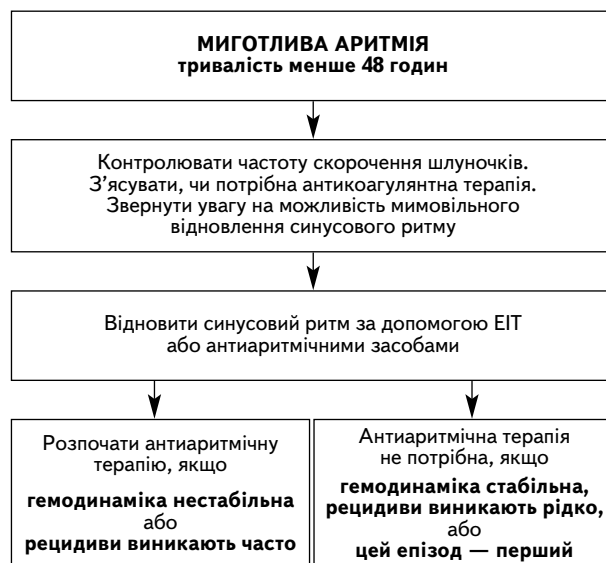 МИГОТЛИВА АРИТМІЯ
тривалість менше 48 годин
Контролювати частоту скорочення шлуночків.
З’ясувати, чи потрібна антикоагулянтна терапія.
Звернути увагу на можливість мимовільного
відновлення синусового ритму
Відновити синусовий ритм за допомогою ЕІТ
або антиаритмічними засобами
Розпочати антиаритмічну
терапію, якщо
гемодинаміка нестабільна
або
рецидиви виникають часто
Антиаритмічна терапія
не потрібна, якщо
гемодинаміка стабільна,
рецидиви виникають рідко,
або
цей епізод — перший